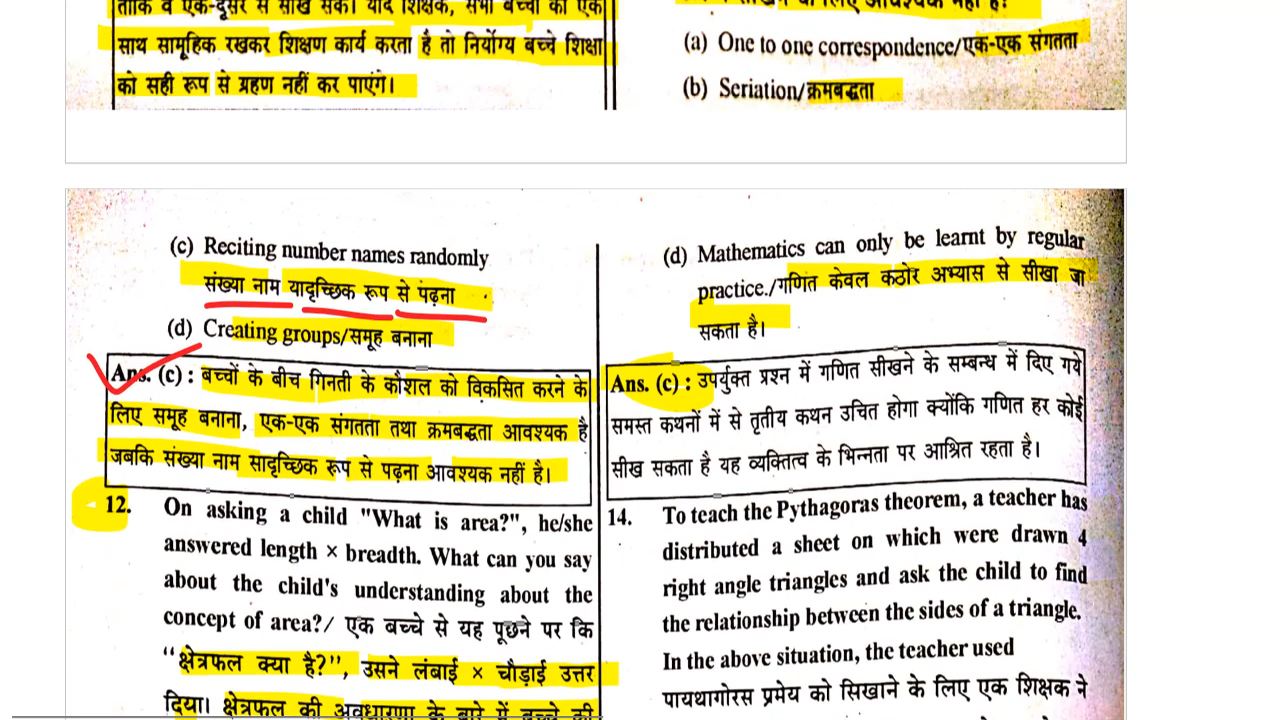 ताकि वे एक-दूसरे से सीख सकें। यदि शिक्षक, सभी बच्चों को एक
साथ सामूहिक रखकर शिक्षण कार्य करता है तो निर्योग्य बच्चे शिक्षा
को सही रूप से ग्रहण नहीं कर पाएंगे।
(a) One to one correspondence/एक-एक संगतता
(b) Seriation/क्रमबद्धता
(c) Reciting number names randomly
संख्या नाम यादृच्छिक रूप से पढ़ना
(d) Creating groups/समूह बनाना
Ans. (c) : बच्चों के बीच गिनती के कौशल को विकसित करने के
लिए समूह बनाना, एक-एक संगतता तथा क्रमबद्धता आवश्यक है
जबकि संख्या नाम सादृच्छिक रूप से पढ़ना आवश्यक नहीं है।
12. On asking a child "What is area?", he/she
answered length × breadth. What can you say
about the child's understanding about the
concept of area?/ एक बच्चे से यह पूछने पर कि
“क्षेत्रफल क्या है?”, उसने लंबाई × चौड़ाई उत्तर
दिया। क्षेत्रफल की अवधारणा के बारे में बच्चे की
(d) Mathematics can only be learnt by regular
practice./गणित केवल कठोर अभ्यास से सीखा जा
सकता है।
Ans. (c) : उपर्युक्त प्रश्न में गणित सीखने के सम्बन्ध में दिए गये
समस्त कथनों में से तृतीय कथन उचित होगा क्योंकि गणित हर कोई
सीख सकता है यह व्यक्तित्व के भिन्नता पर आश्रित रहता है।
14. To teach the Pythagoras theorem, a teacher has
distributed a sheet on which were drawn 4
right angle triangles and ask the child to find
the relationship between the sides of a triangle.
In the above situation, the teacher used
पायथागोरस प्रमेय को सिखाने के लिए एक शिक्षक ने